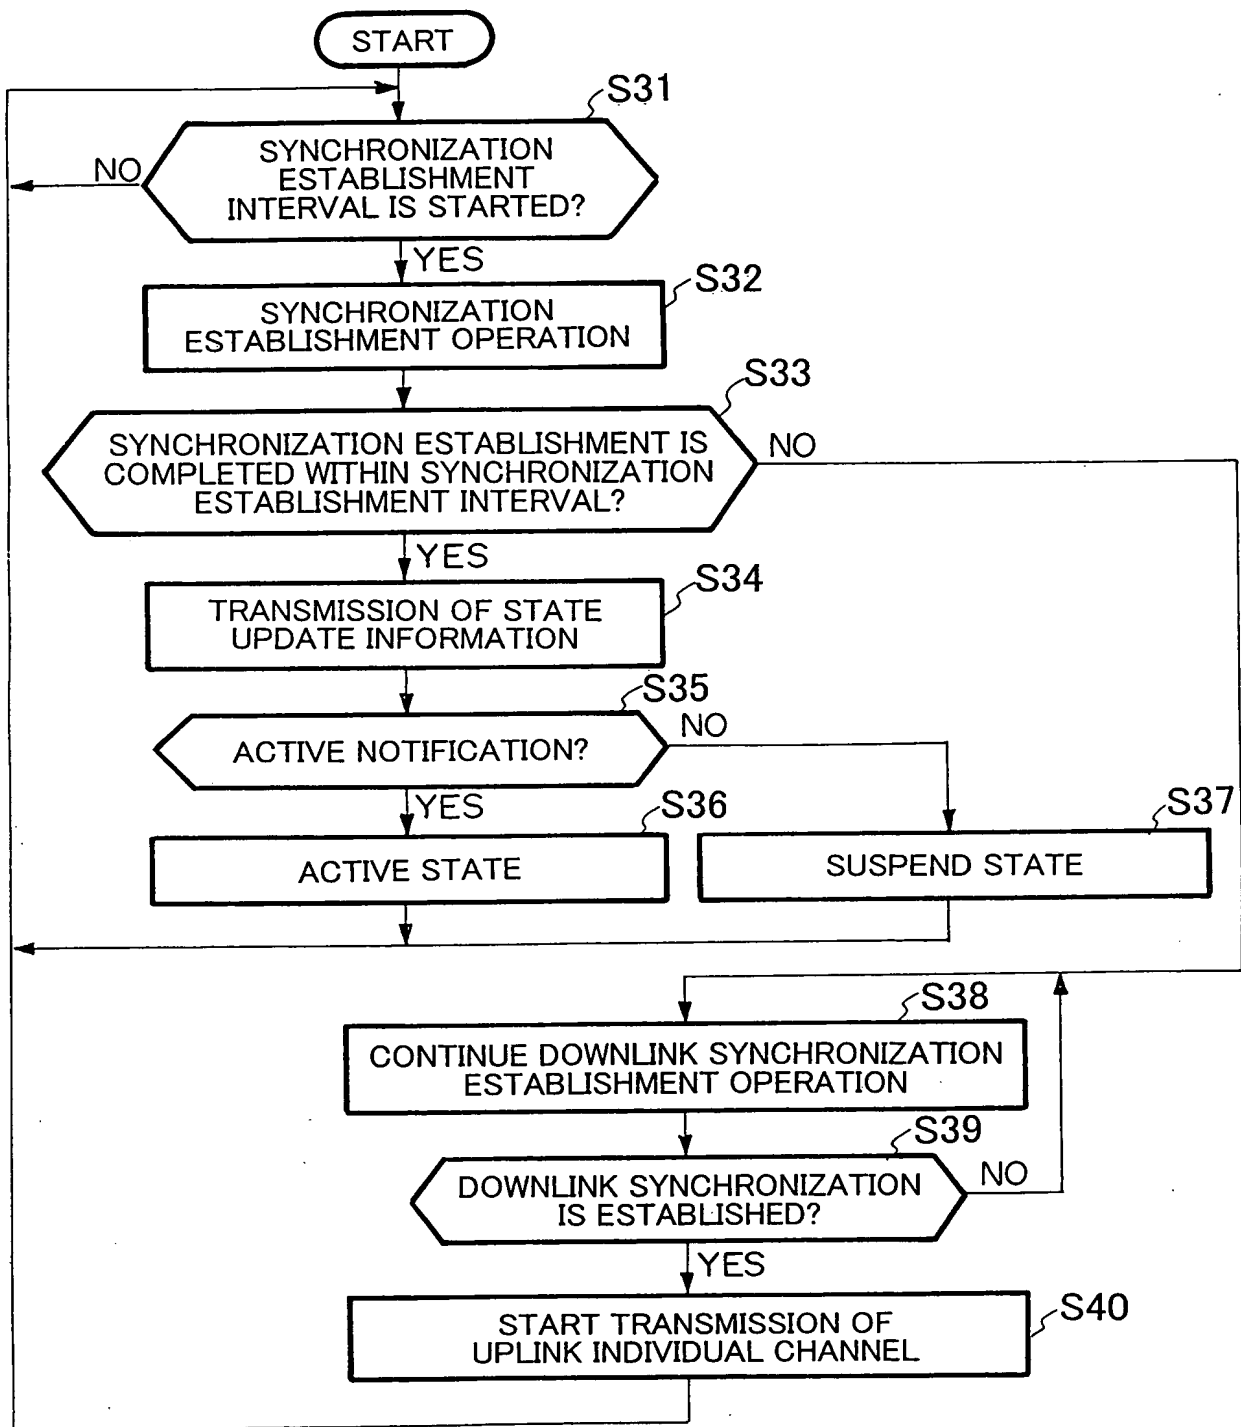 START
S31
SYNCHRONIZATION
ESTABLISHMENT
INTERVAL IS STARTED?
NO
YES
S32
SYNCHRONIZATION
ESTABLISHMENT OPERATION
S33
SYNCHRONIZATION ESTABLISHMENT IS
COMPLETED WITHIN SYNCHRONIZATION
ESTABLISHMENT INTERVAL?
NO
YES
S34
TRANSMISSION OF STATE
UPDATE INFORMATION
S35
ACTIVE NOTIFICATION?
NO
YES
S36
ACTIVE STATE
S37
SUSPEND STATE
S38
CONTINUE DOWNLINK SYNCHRONIZATION
ESTABLISHMENT OPERATION
S39
DOWNLINK SYNCHRONIZATION
IS ESTABLISHED?
NO
YES
S40
START TRANSMISSION OF
UPLINK INDIVIDUAL CHANNEL